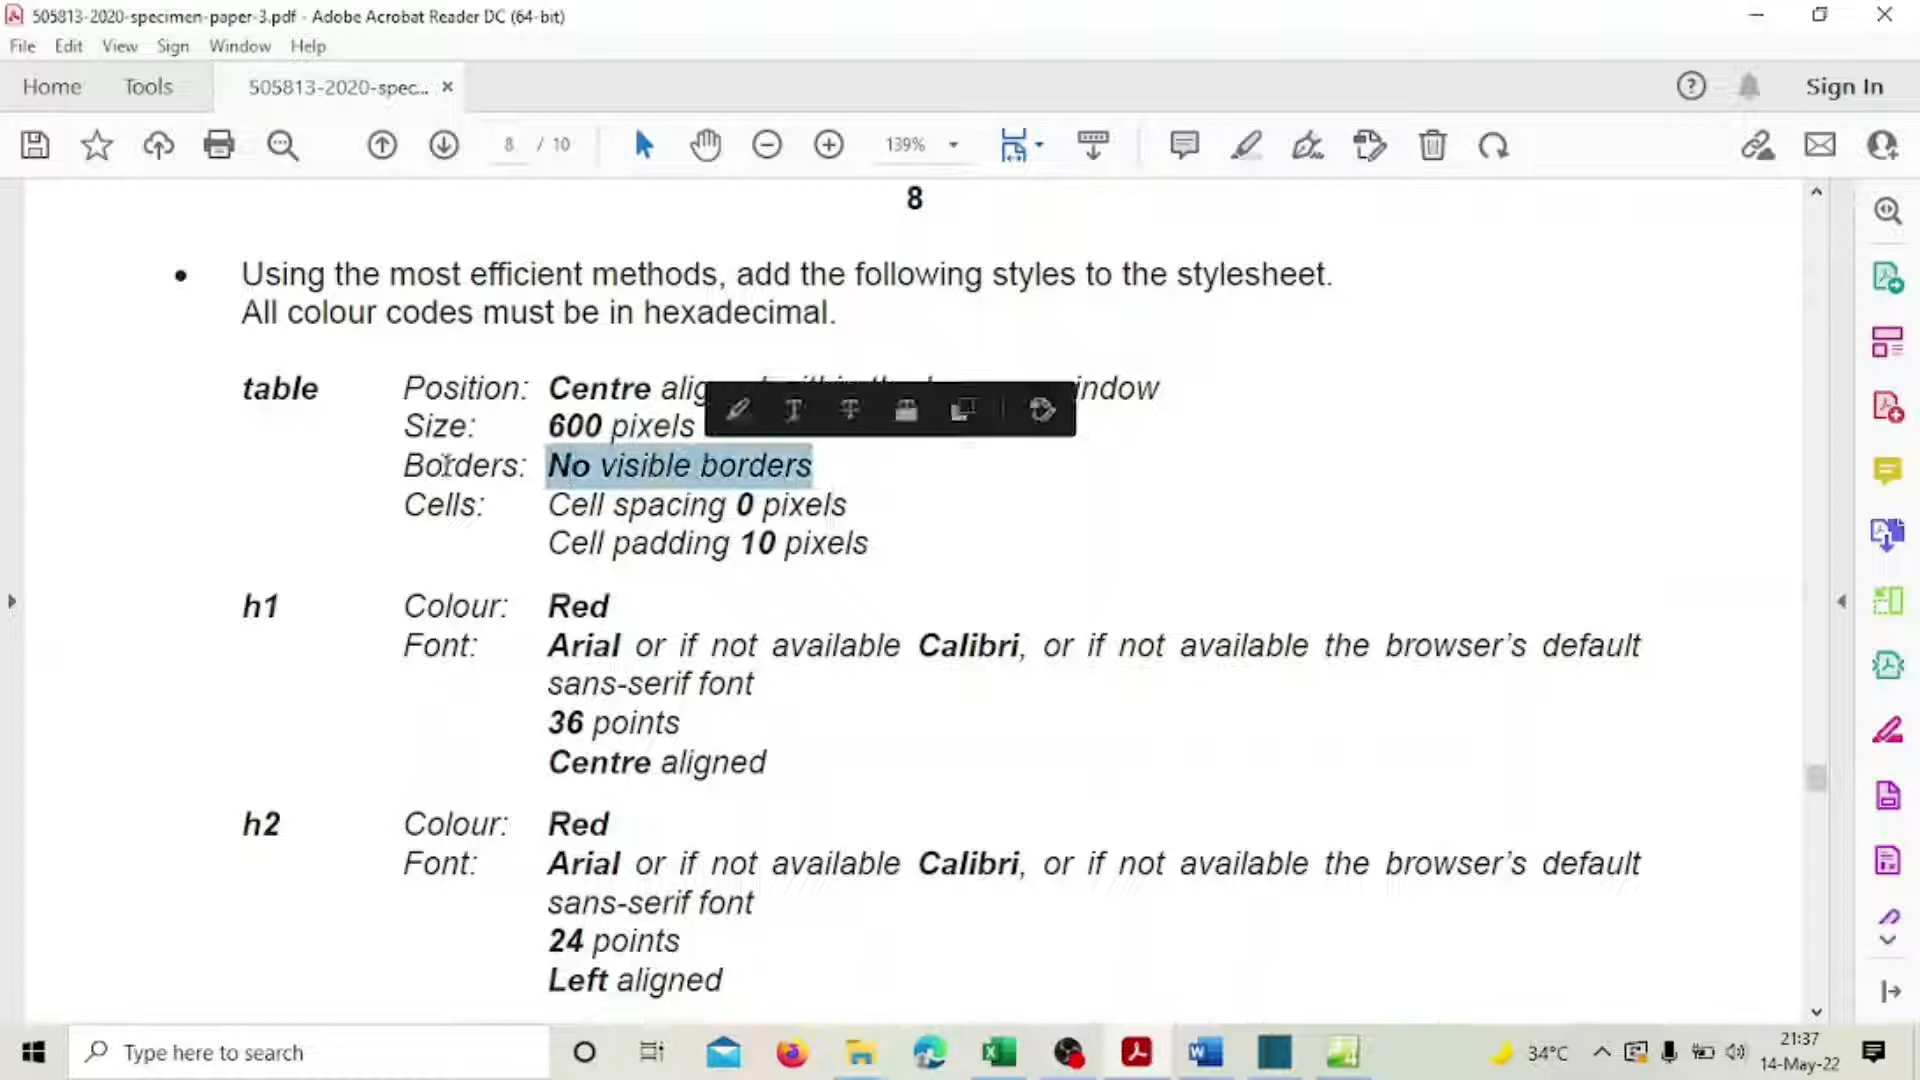 505813-2020-specimen-paper-3.pdf - Adobe Acrobat Reader DC (64-bit)
File Edit View Sign Window Help
Home Tools 505813-2020-spec... × Sign In
8 / 10 139%
8
• Using the most efficient methods, add the following styles to the stylesheet.
All colour codes must be in hexadecimal.
table Position: Centre indow
Size: 600 pixels
Borders: No visible borders
Cells: Cell spacing 0 pixels
Cell padding 10 pixels
h1 Colour: Red
Font: Arial or if not available Calibri, or if not available the browser's default
sans-serif font
36 points
Centre aligned
h2 Colour: Red
Font: Arial or if not available Calibri, or if not available the browser's default
sans-serif font
24 points
Left aligned
Type here to search 34°C 21:37
14-May-22